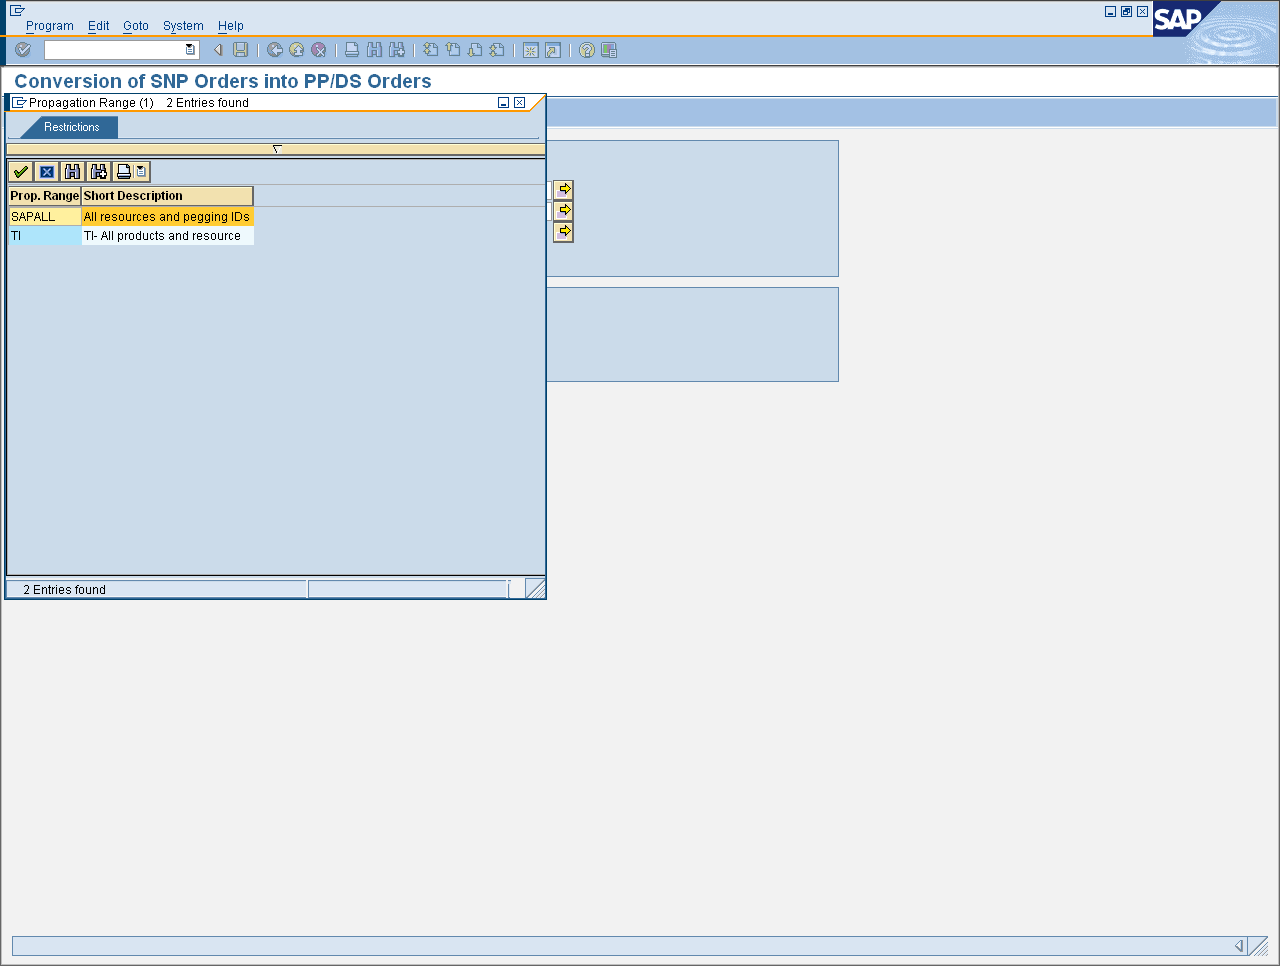 Program Edit Goto System Help
SAP
Conversion of SNP Orders into PP/DS Orders
Propagation Range (1) 2 Entries found
Restrictions
Prop. Range Short Description
SAPALL All resources and pegging IDs
TI TI- All products and resource
2 Entries found